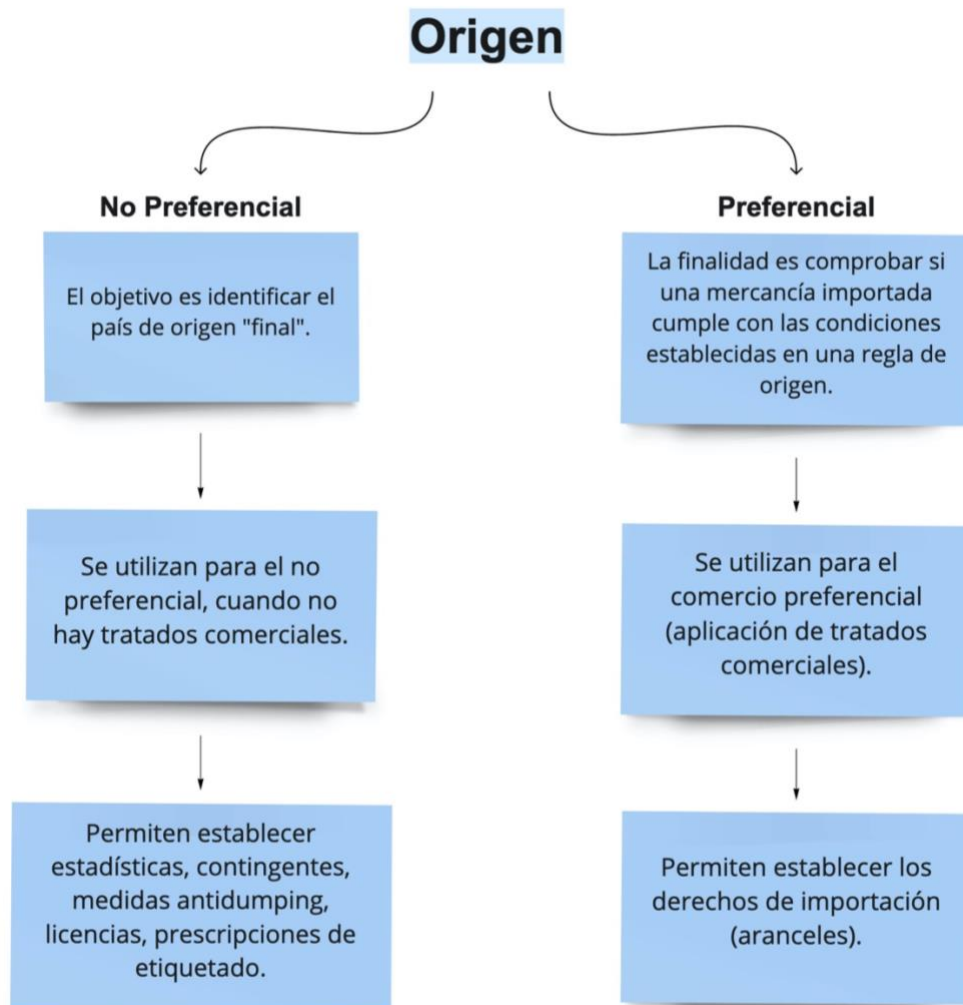 Origen
No Preferencial
El objetivo es identificar el
país de origen "final".
Se utilizan para el no
preferencial, cuando no
hay tratados comerciales.
Permiten establecer
estadísticas, contingentes,
medidas antidumping,
licencias, prescripciones de
etiquetado.
Preferencial
La finalidad es comprobar si
una mercancía importada
cumple con las condiciones
establecidas en una regla de
origen.
Se utilizan para el
comercio preferencial
(aplicación de tratados
comerciales).
Permiten establecer los
derechos de importación
(aranceles).